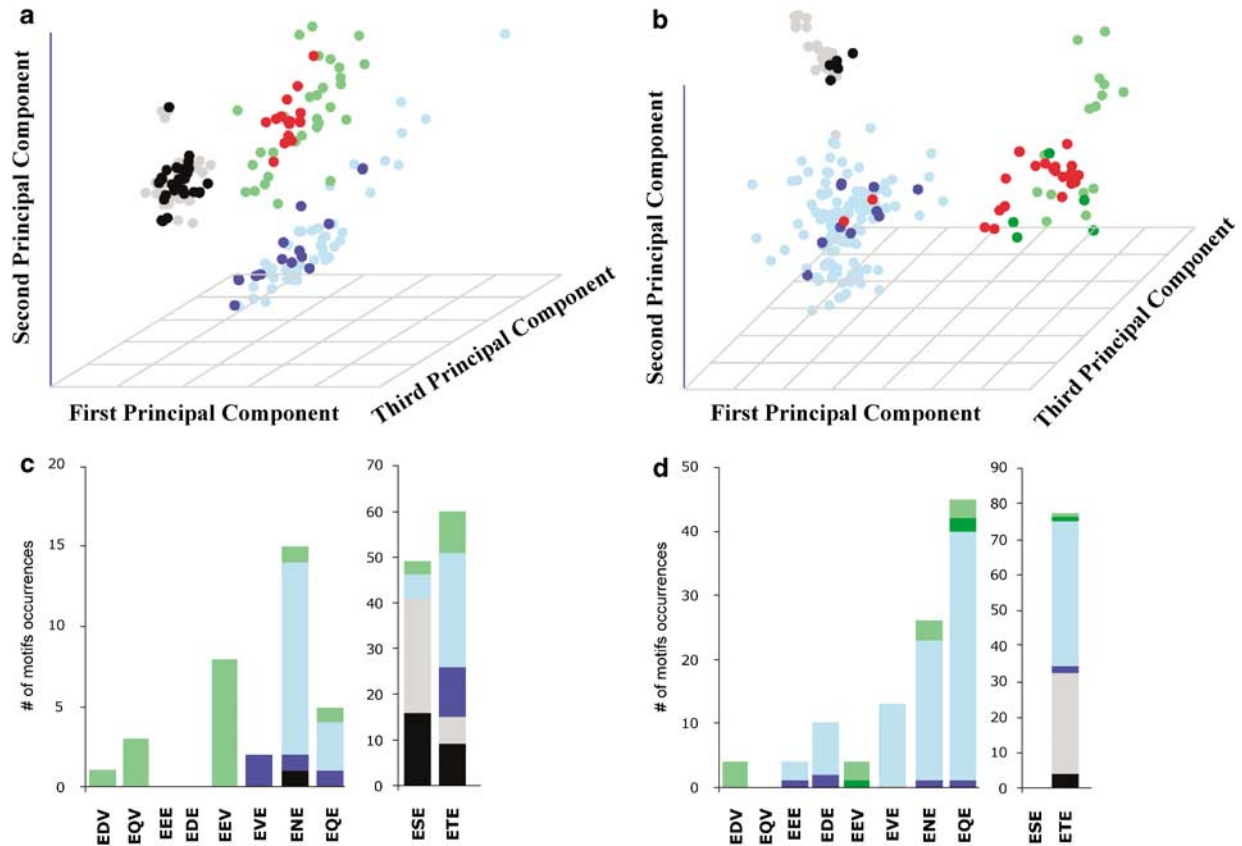 a
Second Principal Component
First Principal Component
Third Principal Component
b
Second Principal Component
First Principal Component
Third Principal Component
c
# of motifs occurrences
20
15
10
5
0
EDV EQV EEE EDE EEV EVE ENE EQE
70
60
50
40
30
20
10
0
ESE ETE
d
# of motifs occurrences
50
40
30
20
10
0
EDV EQV EEE EDE EEV EVE ENE EQE
90
80
70
60
50
40
30
20
10
0
ESE ETE